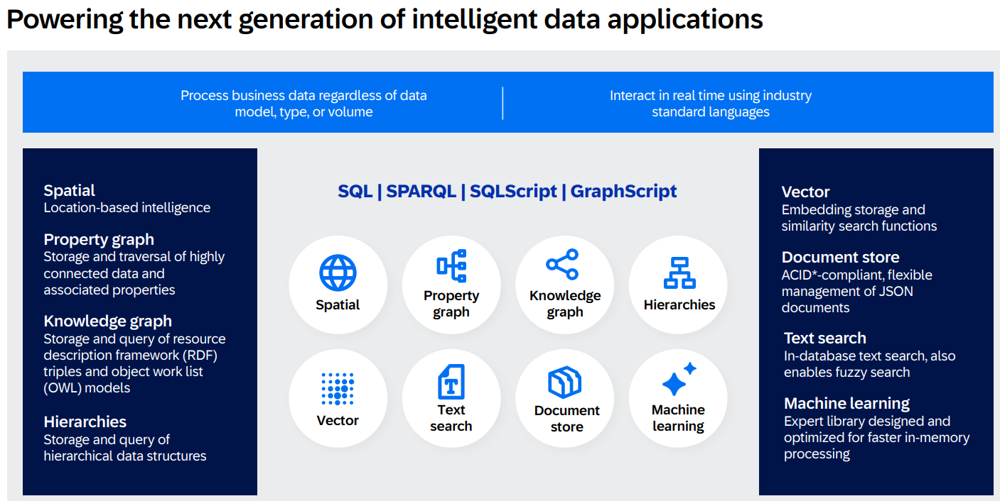 Powering the next generation of intelligent data applications
Process business data regardless of data
model, type, or volume
Interact in real time using industry
standard languages
Spatial
Location-based intelligence
Property graph
Storage and traversal of highly
connected data and
associated properties
Knowledge graph
Storage and query of resource
description framework (RDF)
triples and object work list
(OWL) models
Hierarchies
Storage and query of
hierarchical data structures
SQL | SPARQL | SQLScript | GraphScript
Spatial
Property
graph
Knowledge
graph
Hierarchies
Vector
Text
search
Document
store
Machine
learning
Vector
Embedding storage and
similarity search functions
Document store
ACID*-compliant, flexible
management of JSON
documents
Text search
In-database text search, also
enables fuzzy search
Machine learning
Expert library designed and
optimized for faster in-memory
processing